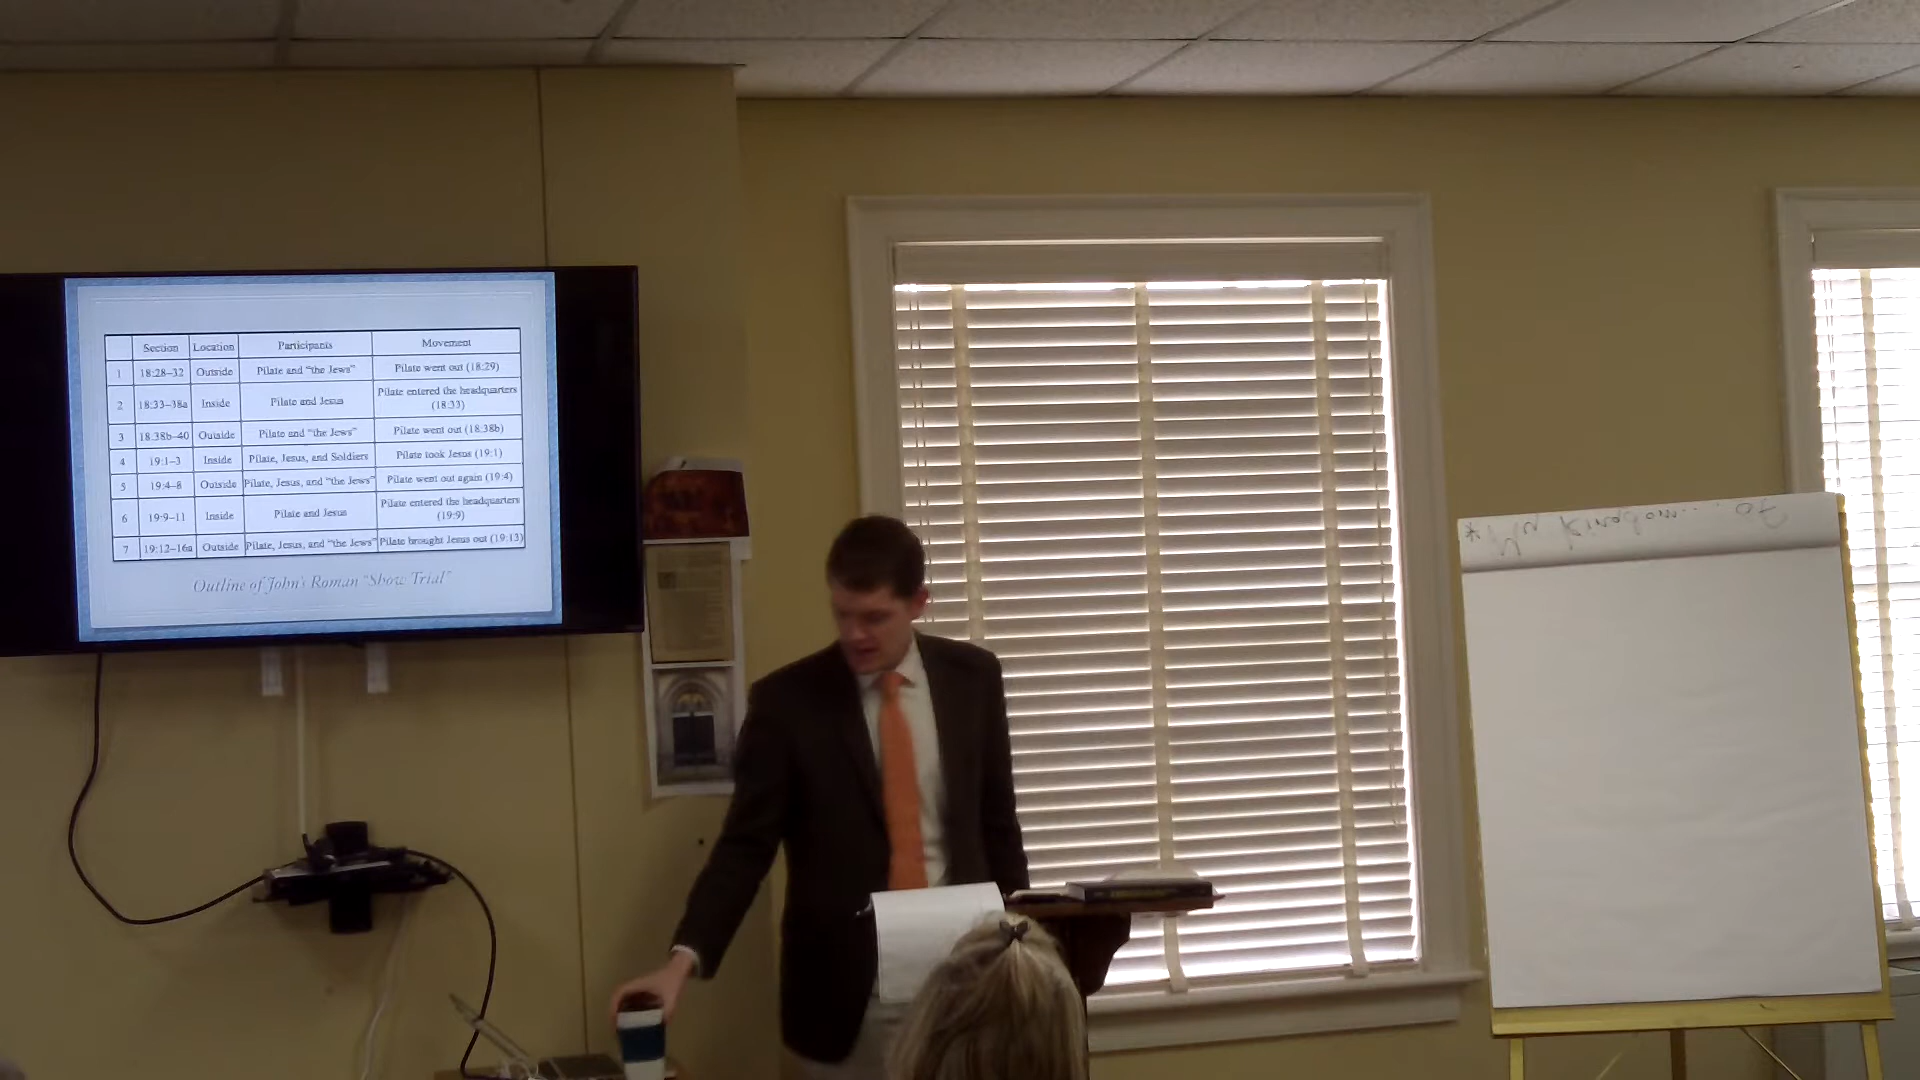 Section Location Participants Movement
1 18:28–32 Outside Pilate and "the Jews" Pilate went out (18:29)
2 18:33–38a Inside Pilate and Jesus Pilate entered the headquarters (18:33)
3 18:38b–40 Outside Pilate and "the Jews" Pilate went out (18:38b)
4 19:1–3 Inside Pilate, Jesus, and Soldiers Pilate took Jesus (19:1)
5 19:4–8 Outside Pilate, Jesus, and "the Jews" Pilate went out again (19:4)
6 19:9–11 Inside Pilate and Jesus Pilate entered the headquarters (19:9)
7 19:12–16a Outside Pilate, Jesus, and "the Jews" Pilate brought Jesus out (19:13)
Outline of John's Roman "Show Trial"
*My Kingdom... of